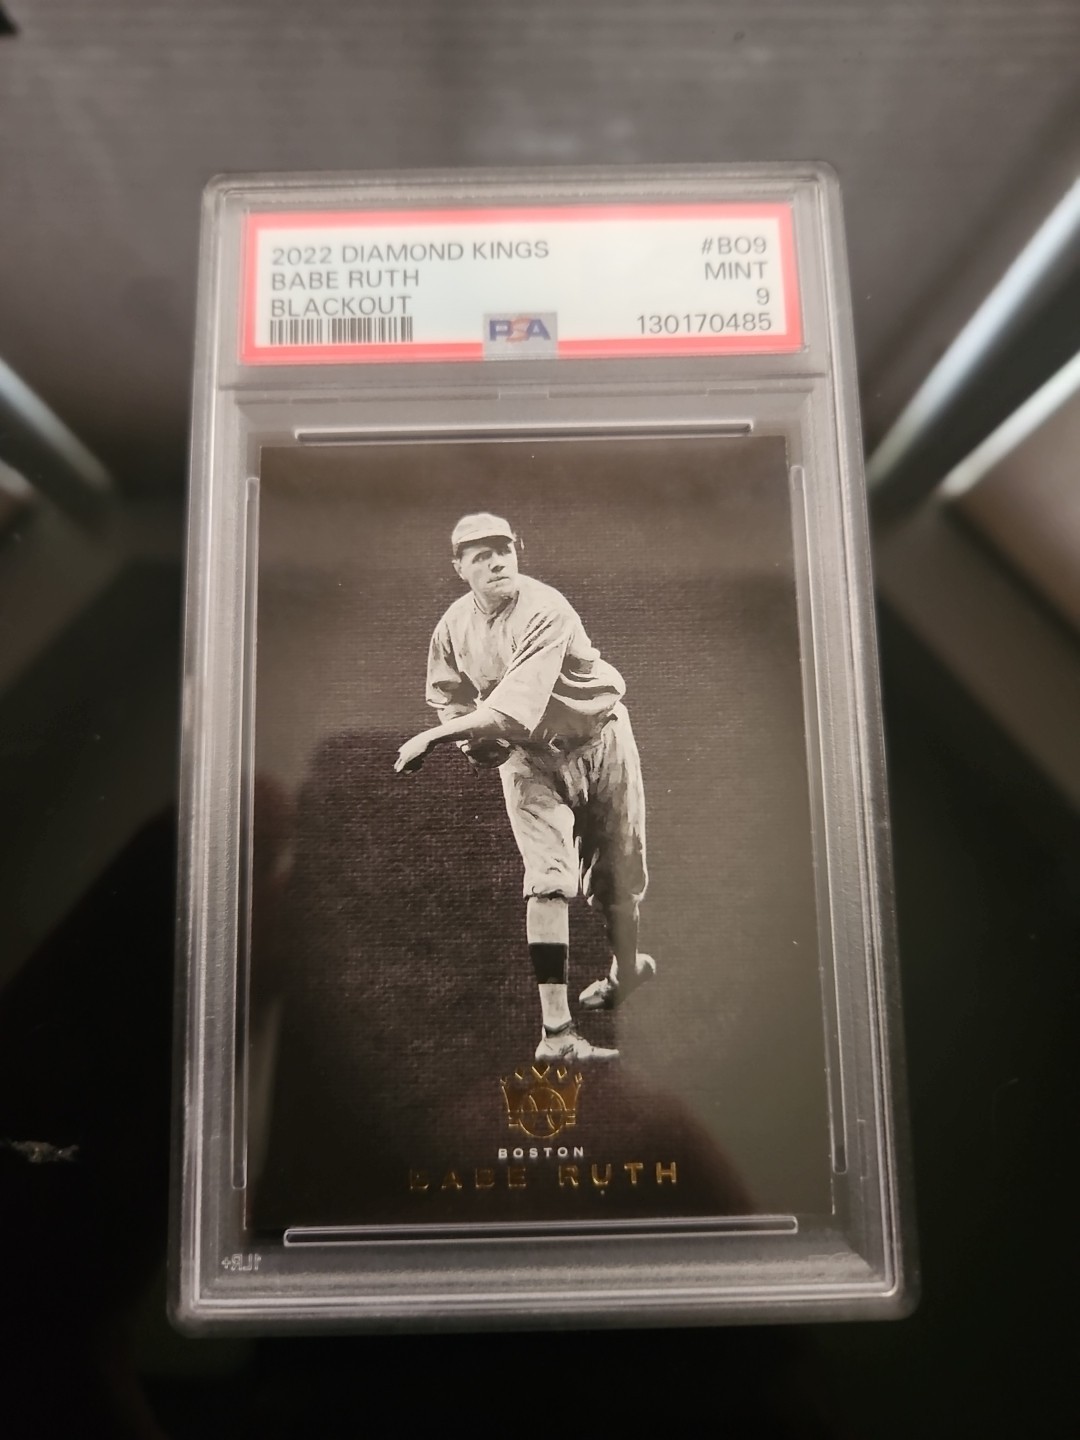 2022 DIAMOND KINGS #BO9
BABE RUTH MINT
BLACKOUT 9
PSA 130170485
BOSTON
BABE RUTH